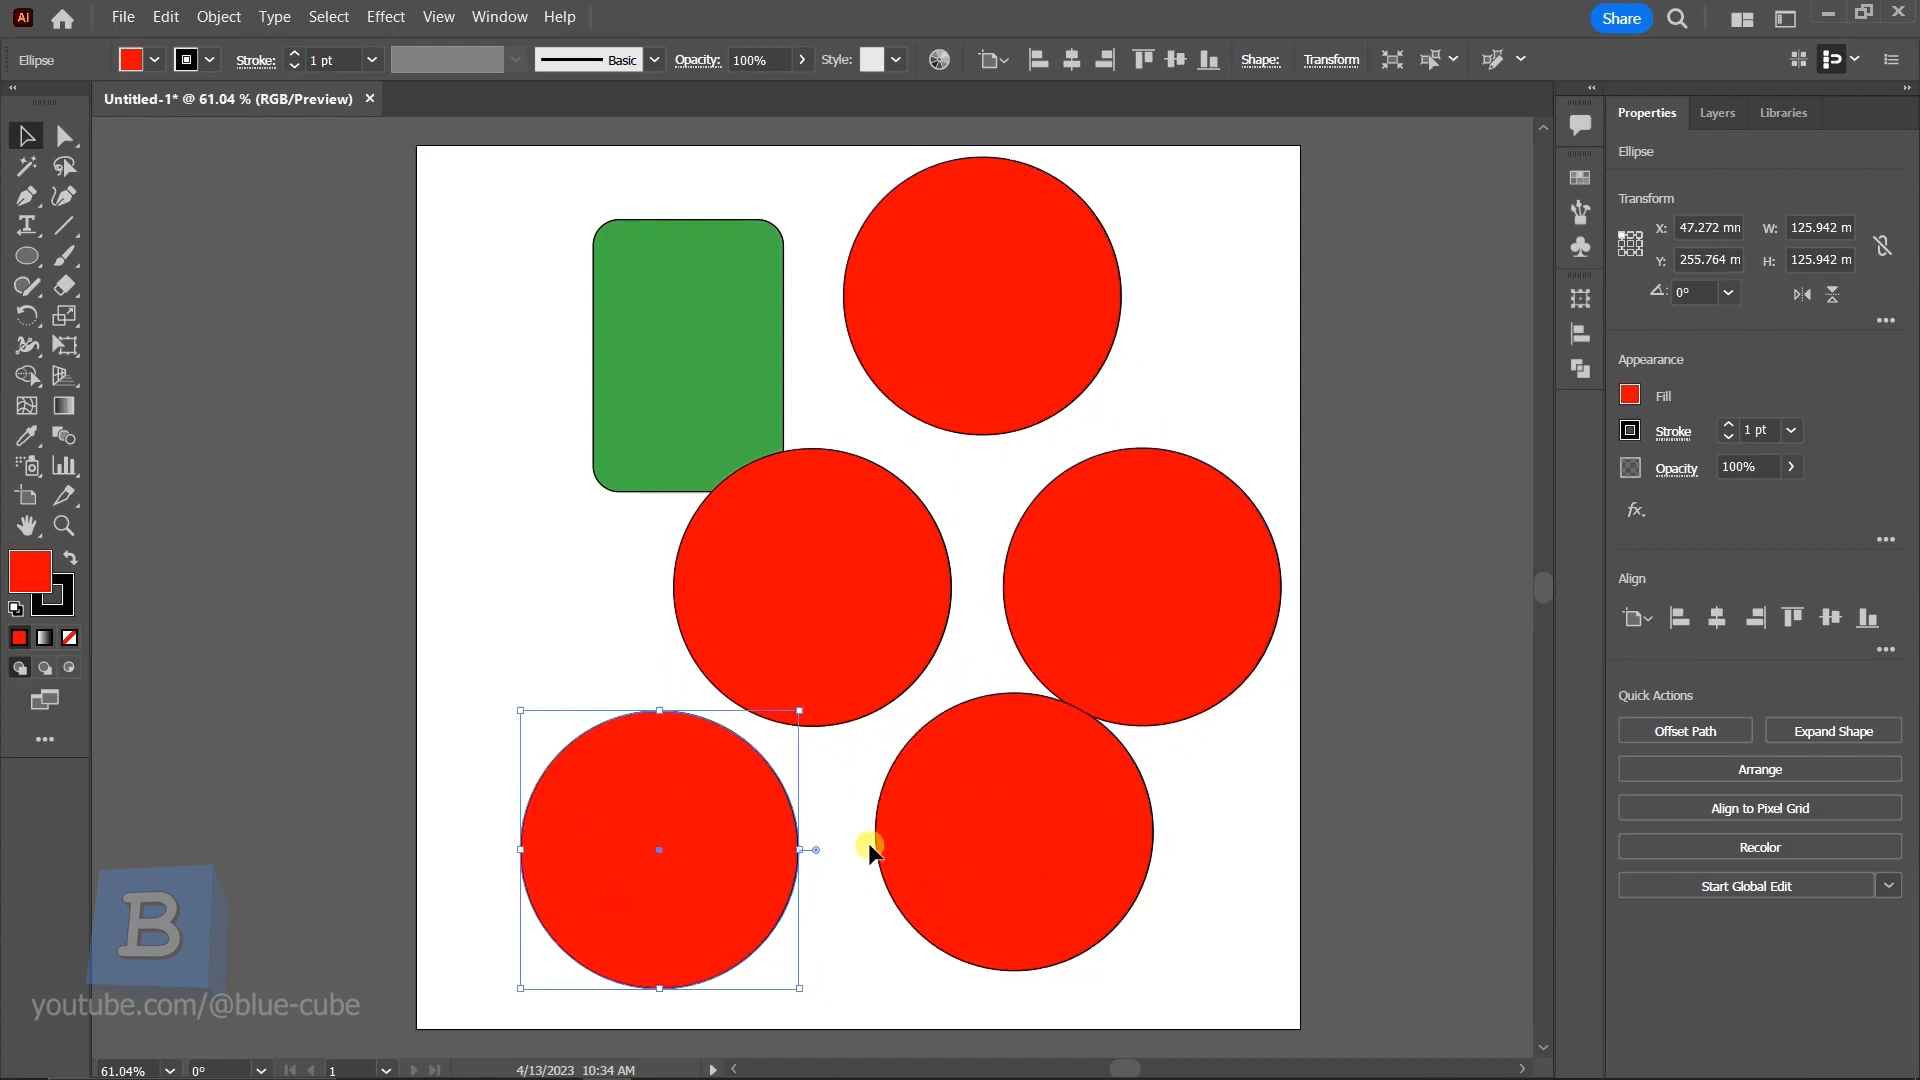 Ai File Edit Object Type Select Effect View Window Help Share
Ellipse Stroke: 1 pt Basic Opacity: 100% Style: Shape: Transform
Untitled-1* @ 61.04 % (RGB/Preview) ×
Properties Layers Libraries
Ellipse
Transform
X: 47.272 mm W: 125.942 m
Y: 255.764 m H: 125.942 m
0°
Appearance
Fill
Stroke 1 pt
Opacity 100%
fx.
Align
Quick Actions
Offset Path Expand Shape
Arrange
Align to Pixel Grid
Recolor
Start Global Edit
B
youtube.com/@blue-cube
61.04% 0° 1 4/13/2023 10:34 AM